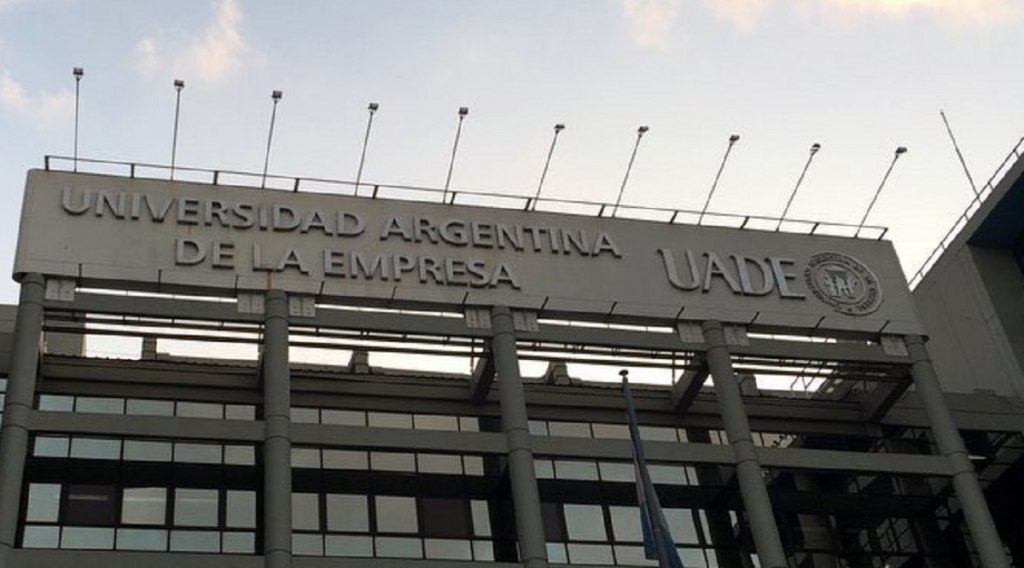 UNIVERSIDAD ARGENTINA
DE LA EMPRESA
UADE